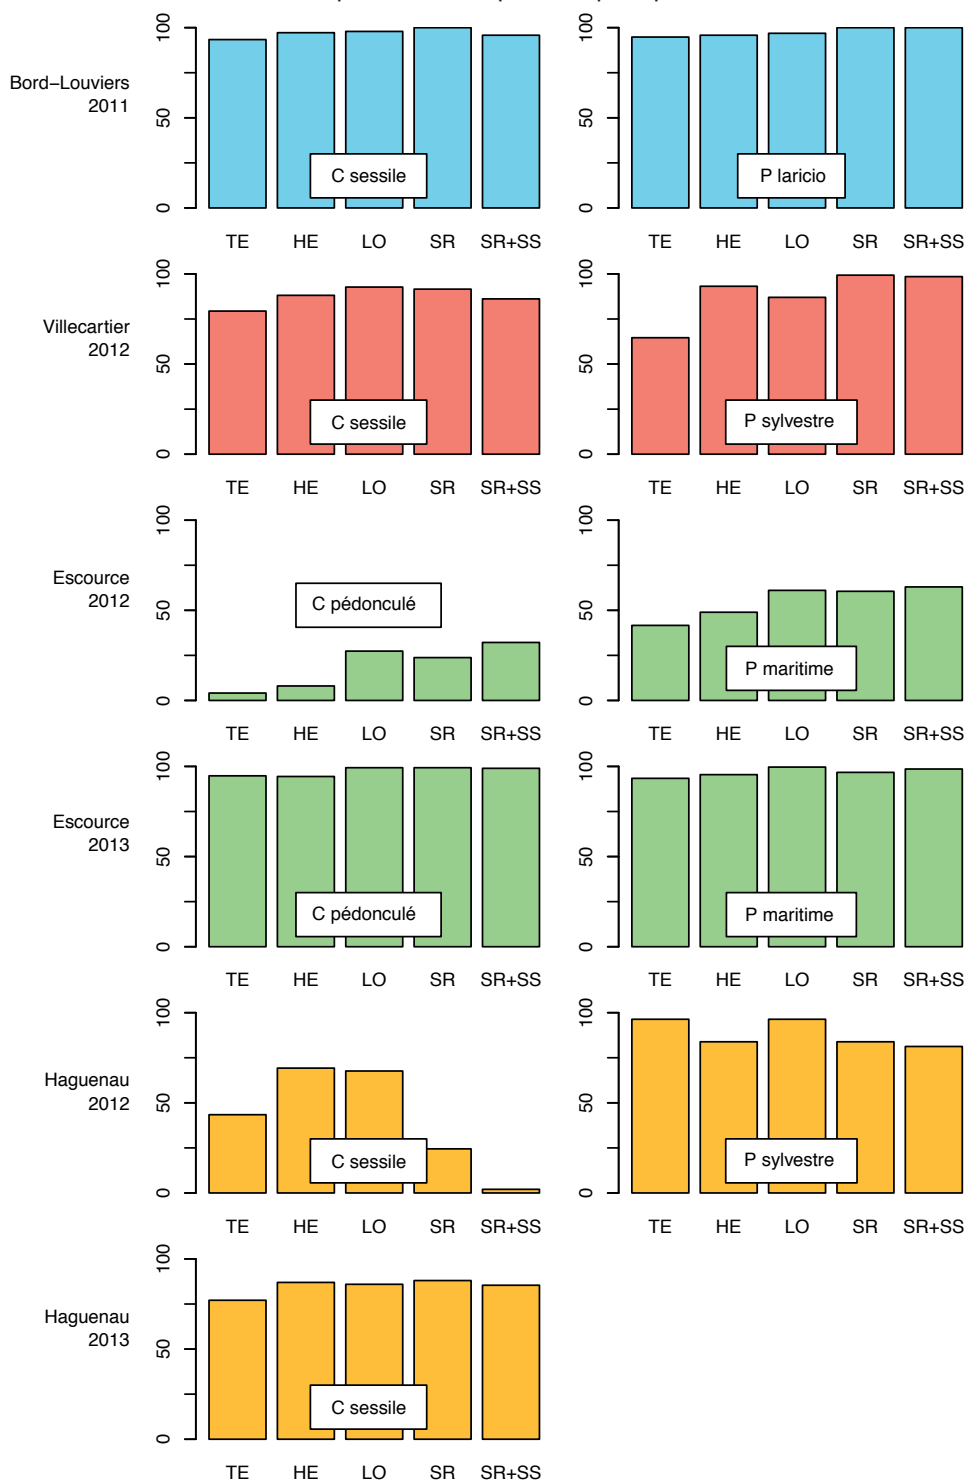 Bord–Louviers
2011
100
50
0
C sessile
TE HE LO SR SR+SS
100
50
0
P laricio
TE HE LO SR SR+SS
Villecartier
2012
100
50
0
C sessile
TE HE LO SR SR+SS
100
50
0
P sylvestre
TE HE LO SR SR+SS
Escource
2012
100
50
0
C pédonculé
TE HE LO SR SR+SS
100
50
0
P maritime
TE HE LO SR SR+SS
Escource
2013
100
50
0
C pédonculé
TE HE LO SR SR+SS
100
50
0
P maritime
TE HE LO SR SR+SS
Haguenau
2012
100
50
0
C sessile
TE HE LO SR SR+SS
100
50
0
P sylvestre
TE HE LO SR SR+SS
Haguenau
2013
100
50
0
C sessile
TE HE LO SR SR+SS